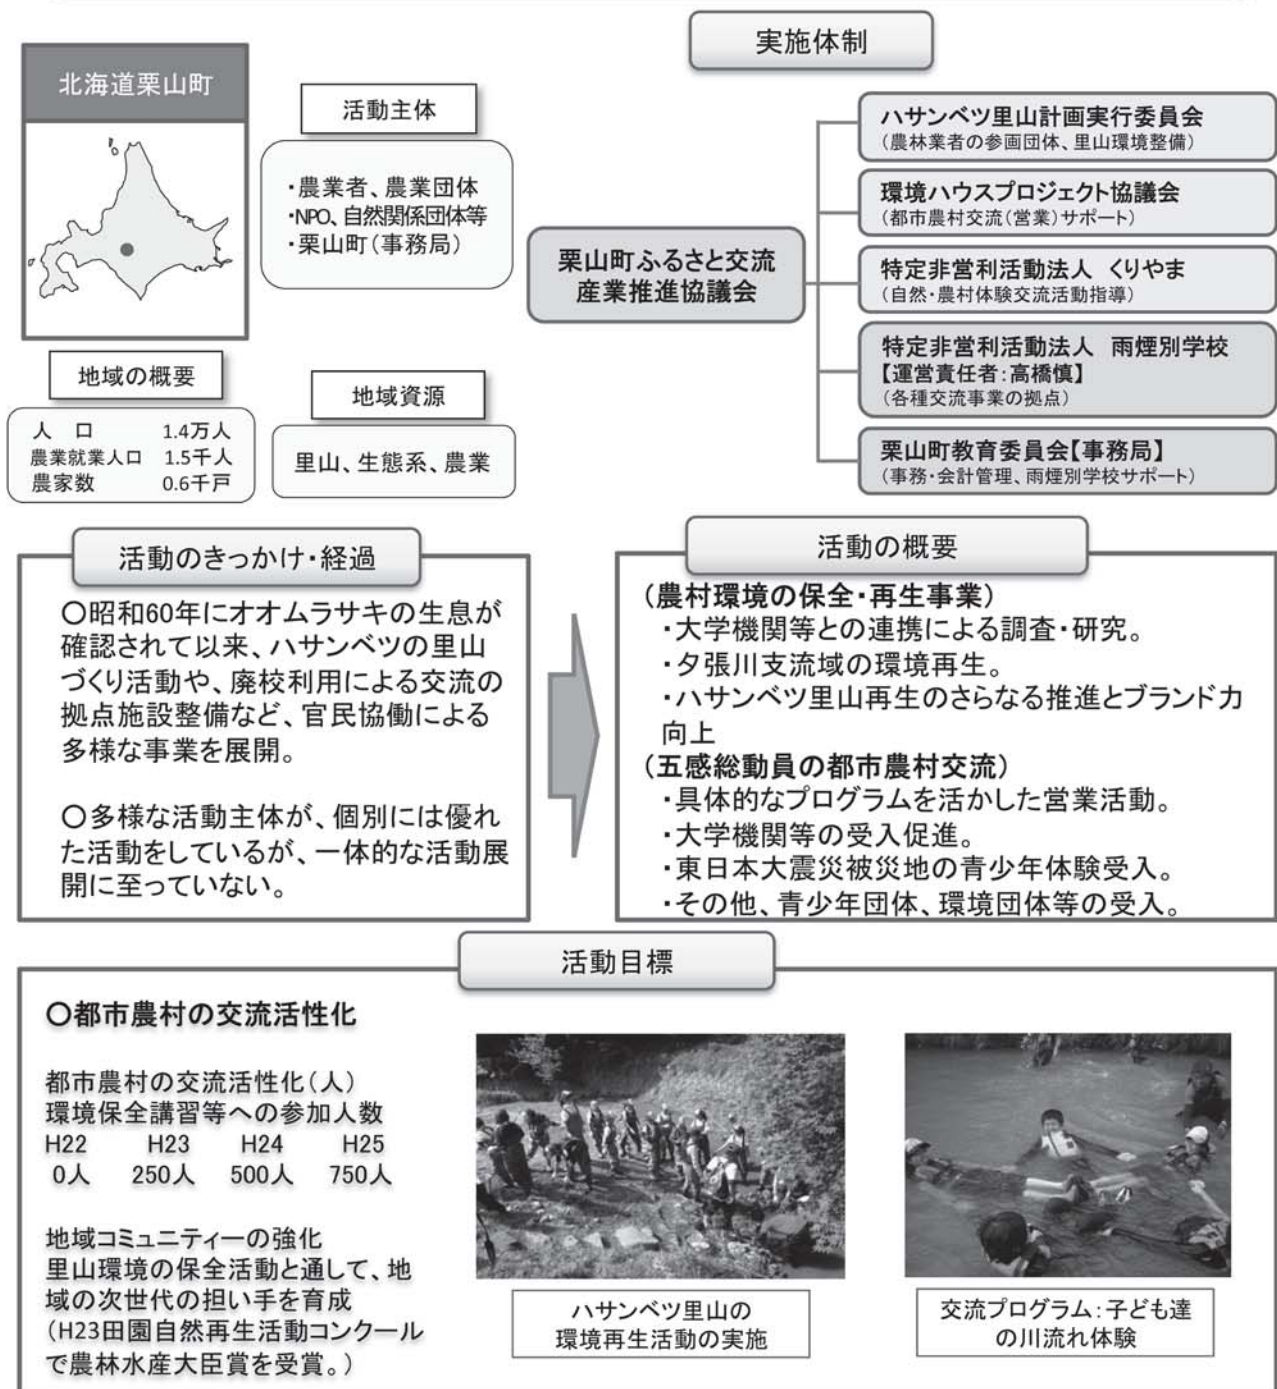 実施体制
北海道栗山町
活動主体
・農業者、農業団体
・NPO、自然関係団体等
・栗山町(事務局)
地域の概要
人　口　1.4万人
農業就業人口　1.5千人
農家数　0.6千戸
地域資源
里山、生態系、農業
栗山町ふるさと交流
産業推進協議会
ハサンベツ里山計画実行委員会
(農林業者の参画団体、里山環境整備)
環境ハウスプロジェクト協議会
(都市農村交流(営業)サポート)
特定非営利活動法人　くりやま
(自然・農村体験交流活動指導)
特定非営利活動法人　雨煙別学校
【運営責任者:高橋慎】
(各種交流事業の拠点)
栗山町教育委員会【事務局】
(事務・会計管理、雨煙別学校サポート)
活動のきっかけ・経過
〇昭和60年にオオムラサキの生息が
確認されて以来、ハサンベツの里山
づくり活動や、廃校利用による交流の
拠点施設整備など、官民協働による
多様な事業を展開。
〇多様な活動主体が、個別には優れ
た活動をしているが、一体的な活動展
開に至っていない。
活動の概要
(農村環境の保全・再生事業)
・大学機関等との連携による調査・研究。
・夕張川支流域の環境再生。
・ハサンベツ里山再生のさらなる推進とブランド力
向上
(五感総動員の都市農村交流)
・具体的なプログラムを活かした営業活動。
・大学機関等の受入促進。
・東日本大震災被災地の青少年体験受入。
・その他、青少年団体、環境団体等の受入。
活動目標
〇都市農村の交流活性化
都市農村の交流活性化(人)
環境保全講習等への参加人数
H22　H23　H24　H25
0人　250人　500人　750人
地域コミュニティーの強化
里山環境の保全活動と通して、地
域の次世代の担い手を育成
(H23田園自然再生活動コンクール
で農林水産大臣賞を受賞。)
ハサンベツ里山の
環境再生活動の実施
交流プログラム:子ども達
の川流れ体験